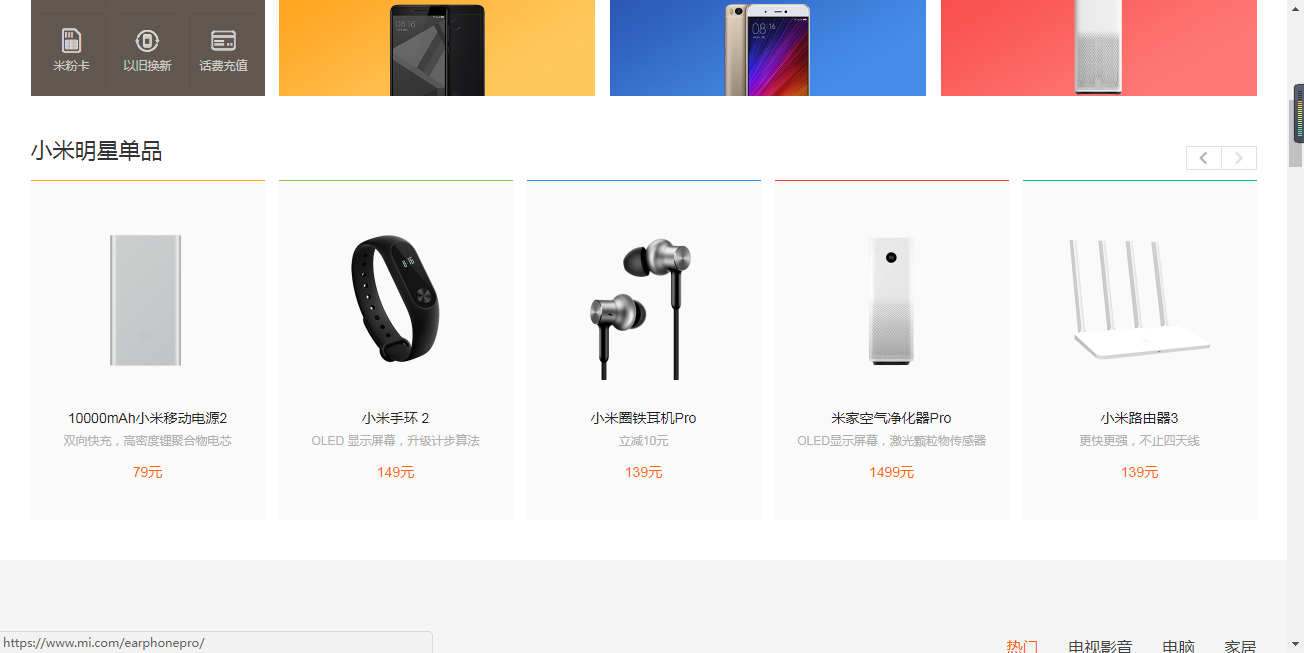 米粉卡 以旧换新 话费充值
08:16
08:16
小米明星单品
10000mAh小米移动电源2
双向快充，高密度锂聚合物电芯
79元
小米手环 2
OLED 显示屏幕，升级计步算法
149元
小米圈铁耳机Pro
立减10元
139元
米家空气净化器Pro
OLED显示屏幕，激光颗粒物传感器
1499元
小米路由器3
更快更强，不止四天线
139元
热门 电视影音 电脑 家居
https://www.mi.com/earphonepro/